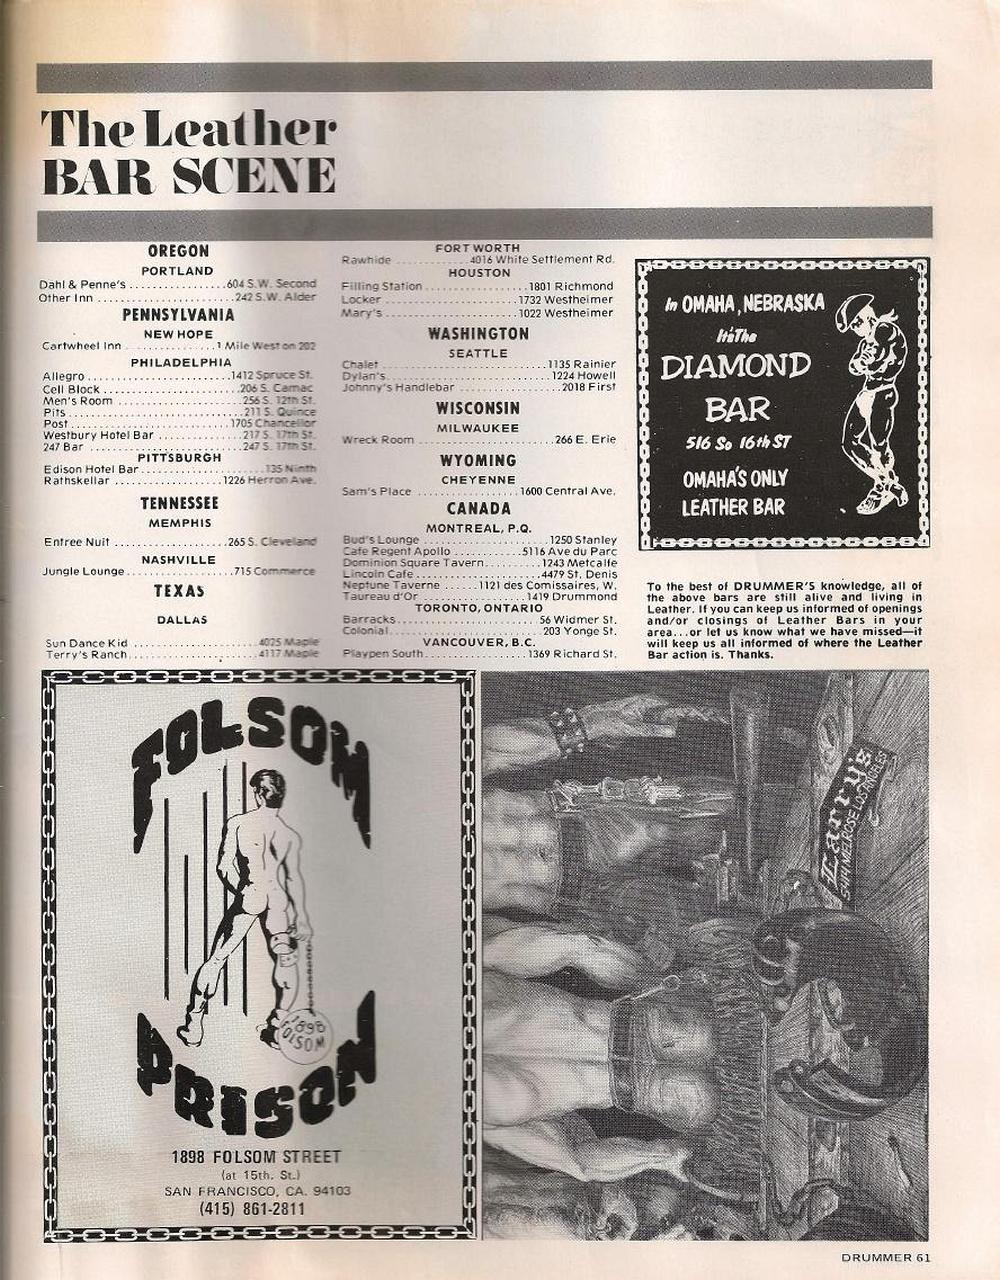 The Leather
BAR SCENE
OREGON
PORTLAND
Dahl & Penne's ..................604 S.W. Second
Other Inn .........................242 S.W. Alder
PENNSYLVANIA
NEW HOPE
Cartwheel Inn ............1 Mile West on 202
PHILADELPHIA
Allegro .........................1412 Spruce St.
Cell Block .......................206 S. Camac
Men's Room .....................256 S. 12th St.
Pits .............................211 S. Quince
Post ............................1705 Chancellor
Westbury Hotel Bar ............217 S. 17th St.
247 Bar .........................247 S. 17th St.
PITTSBURGH
Edison Hotel Bar....................135 Ninth
Rathskellar ..................1226 Herron Ave.
TENNESSEE
MEMPHIS
Entree Nuit ....................265 S. Cleveland
NASHVILLE
Jungle Lounge...................715 Commerce
TEXAS
DALLAS
Sun Dance Kid ....................4025 Maple
Terry's Ranch......................4117 Maple
FORT WORTH
Rawhide ............4016 White Settlement Rd.
HOUSTON
Filling Station ..................1801 Richmond
Locker .........................1732 Westheimer
Mary's .........................1022 Westheimer
WASHINGTON
SEATTLE
Chalet ............................1135 Rainier
Dylan's ...........................1224 Howell
Johnny's Handlebar ................2018 First
WISCONSIN
MILWAUKEE
Wreck Room .......................266 E. Erie
WYOMING
CHEYENNE
Sam's Place .................1600 Central Ave.
CANADA
MONTREAL, P.Q.
Bud's Lounge .....................1250 Stanley
Cafe Regent Apollo ...........5116 Ave du Parc
Dominion Square Tavern.........1243 Metcalfe
Lincoln Cafe ....................4479 St. Denis
Neptune Taverne ......1121 des Comissaires, W.
Taureau d'Or ..................1419 Drummond
TORONTO, ONTARIO
Barracks........................56 Widmer St.
Colonial..........................203 Yonge St.
VANCOUVER, B.C.
Playpen South...................1369 Richard St.
In OMAHA, NEBRASKA
It's The
DIAMOND
BAR
516 So 16th ST
OMAHA'S ONLY
LEATHER BAR
To the best of DRUMMER'S knowledge, all of
the above bars are still alive and living in
Leather. If you can keep us informed of openings
and/or closings of Leather Bars in your
area...or let us know what we have missed—it
will keep us all informed of where the Leather
Bar action is. Thanks.
FOLSOM
1898
FOLSOM
PRISON
1898 FOLSOM STREET
(at 15th. St.)
SAN FRANCISCO, CA. 94103
(415) 861-2811
Larry's
5414 MELROSE LOS ANGELES
DRUMMER 61